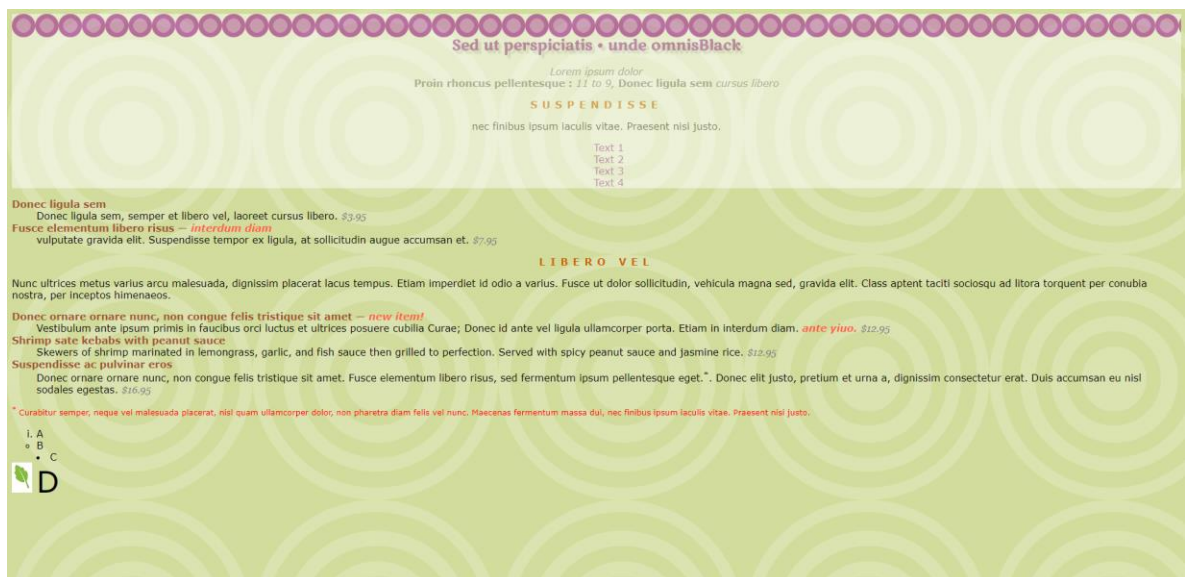 Sed ut perspiciatis • unde omnisBlack
Lorem ipsum dolor
Proin rhoncus pellentesque : 11 to 9, Donec ligula sem cursus libero
SUSPENDISSE
nec finibus ipsum iaculis vitae. Praesent nisi justo.
Text 1
Text 2
Text 3
Text 4
Donec ligula sem
Donec ligula sem, semper et libero vel, laoreet cursus libero. $3.95
Fusce elementum libero risus — interdum diam
vulputate gravida elit. Suspendisse tempor ex ligula, at sollicitudin augue accumsan et. $7.95
LIBERO VEL
Nunc ultrices metus varius arcu malesuada, dignissim placerat lacus tempus. Etiam imperdiet id odio a varius. Fusce ut dolor sollicitudin, vehicula magna sed, gravida elit. Class aptent taciti sociosqu ad litora torquent per conubia
nostra, per inceptos himenaeos.
Donec ornare ornare nunc, non congue felis tristique sit amet — new item!
Vestibulum ante ipsum primis in faucibus orci luctus et ultrices posuere cubilia Curae; Donec id ante vel ligula ullamcorper porta. Etiam in interdum diam. ante yiuo. $12.95
Shrimp sate kebabs with peanut sauce
Skewers of shrimp marinated in lemongrass, garlic, and fish sauce then grilled to perfection. Served with spicy peanut sauce and jasmine rice. $12.95
Suspendisse ac pulvinar eros
Donec ornare ornare nunc, non congue felis tristique sit amet. Fusce elementum libero risus, sed fermentum ipsum pellentesque eget.*. Donec elit justo, pretium et urna a, dignissim consectetur erat. Duis accumsan eu nisl
sodales egestas. $16.95
* Curabitur semper, neque vel malesuada placerat, nisl quam ullamcorper dolor, non pharetra diam felis vel nunc. Maecenas fermentum massa dui, nec finibus ipsum iaculis vitae. Praesent nisi justo.
i. A
◦ B
• C
D